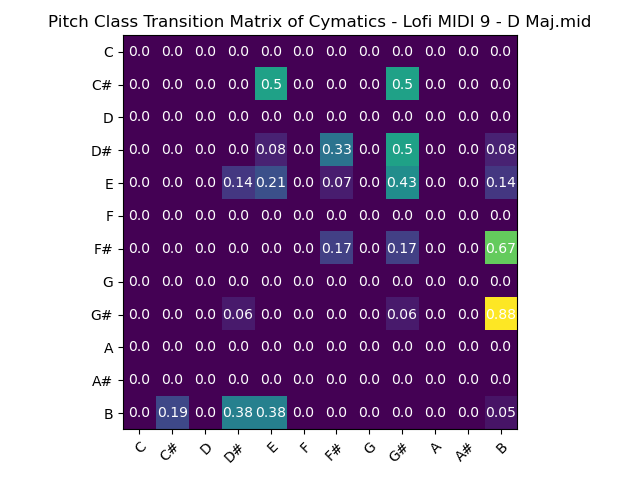 Pitch Class Transition Matrix of Cymatics - Lofi MIDI 9 - D Maj.mid
C 0.0 0.0 0.0 0.0 0.0 0.0 0.0 0.0 0.0 0.0 0.0 0.0
C# 0.0 0.0 0.0 0.0 0.5 0.0 0.0 0.0 0.5 0.0 0.0 0.0
D 0.0 0.0 0.0 0.0 0.0 0.0 0.0 0.0 0.0 0.0 0.0 0.0
D# 0.0 0.0 0.0 0.0 0.08 0.0 0.33 0.0 0.5 0.0 0.0 0.08
E 0.0 0.0 0.0 0.14 0.21 0.0 0.07 0.0 0.43 0.0 0.0 0.14
F 0.0 0.0 0.0 0.0 0.0 0.0 0.0 0.0 0.0 0.0 0.0 0.0
F# 0.0 0.0 0.0 0.0 0.0 0.0 0.17 0.0 0.17 0.0 0.0 0.67
G 0.0 0.0 0.0 0.0 0.0 0.0 0.0 0.0 0.0 0.0 0.0 0.0
G# 0.0 0.0 0.0 0.06 0.0 0.0 0.0 0.0 0.06 0.0 0.0 0.88
A 0.0 0.0 0.0 0.0 0.0 0.0 0.0 0.0 0.0 0.0 0.0 0.0
A# 0.0 0.0 0.0 0.0 0.0 0.0 0.0 0.0 0.0 0.0 0.0 0.0
B 0.0 0.19 0.0 0.38 0.38 0.0 0.0 0.0 0.0 0.0 0.0 0.05
C C# D D# E F F# G G# A A# B